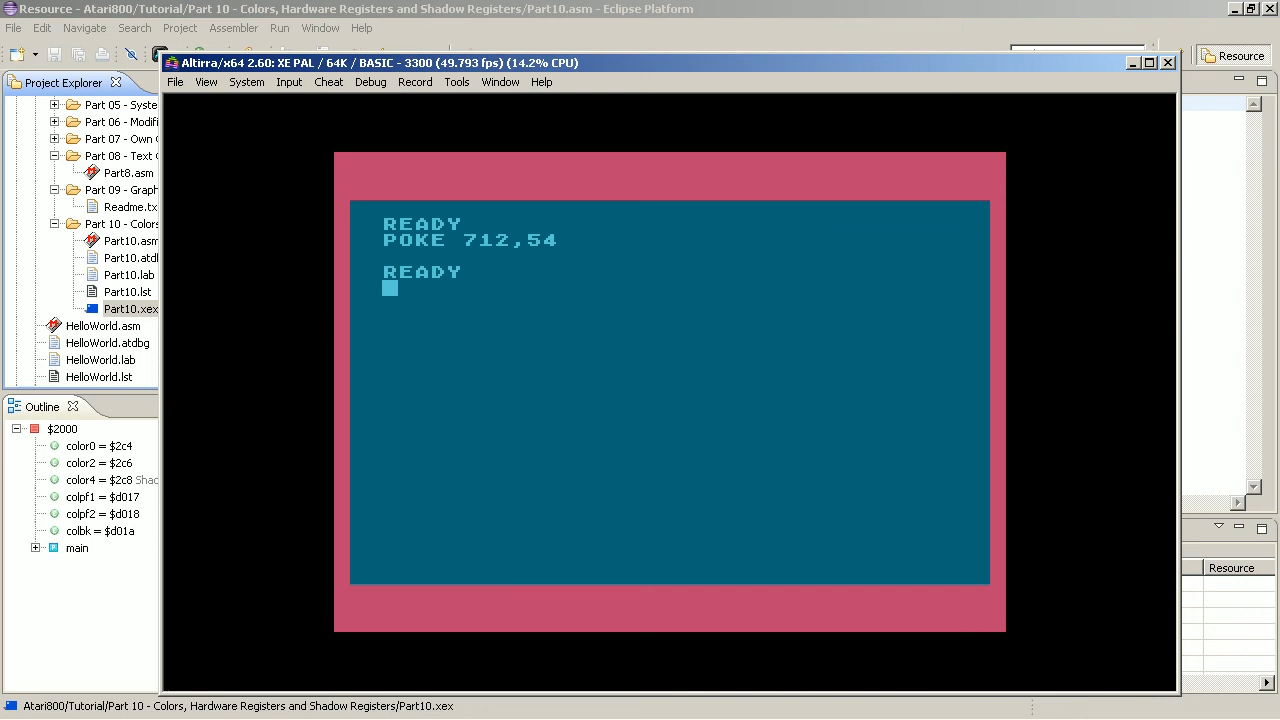 Resource - Atari800/Tutorial/Part 10 - Colors, Hardware Registers and Shadow Registers/Part10.asm - Eclipse Platform
File Edit Navigate Search Project Assembler Run Window Help
Resource
Altirra/x64 2.60: XE PAL / 64K / BASIC - 3300 (49.793 fps) (14.2% CPU)
File View System Input Cheat Debug Record Tools Window Help
Project Explorer
Part 05 - Syste
Part 06 - Modifi
Part 07 - Own C
Part 08 - Text G
Part8.asm
Part 09 - Graph
Readme.tx
Part 10 - Colors
Part10.asm
Part10.atdb
Part10.lab
Part10.lst
Part10.xex
HelloWorld.asm
HelloWorld.atdbg
HelloWorld.lab
HelloWorld.lst
READY
POKE 712,54
READY
Outline
$2000
color0 = $2c4
color2 = $2c6
color4 = $2c8 Shad
colpf1 = $d017
colpf2 = $d018
colbk = $d01a
main
Resource
Atari800/Tutorial/Part 10 - Colors, Hardware Registers and Shadow Registers/Part10.xex